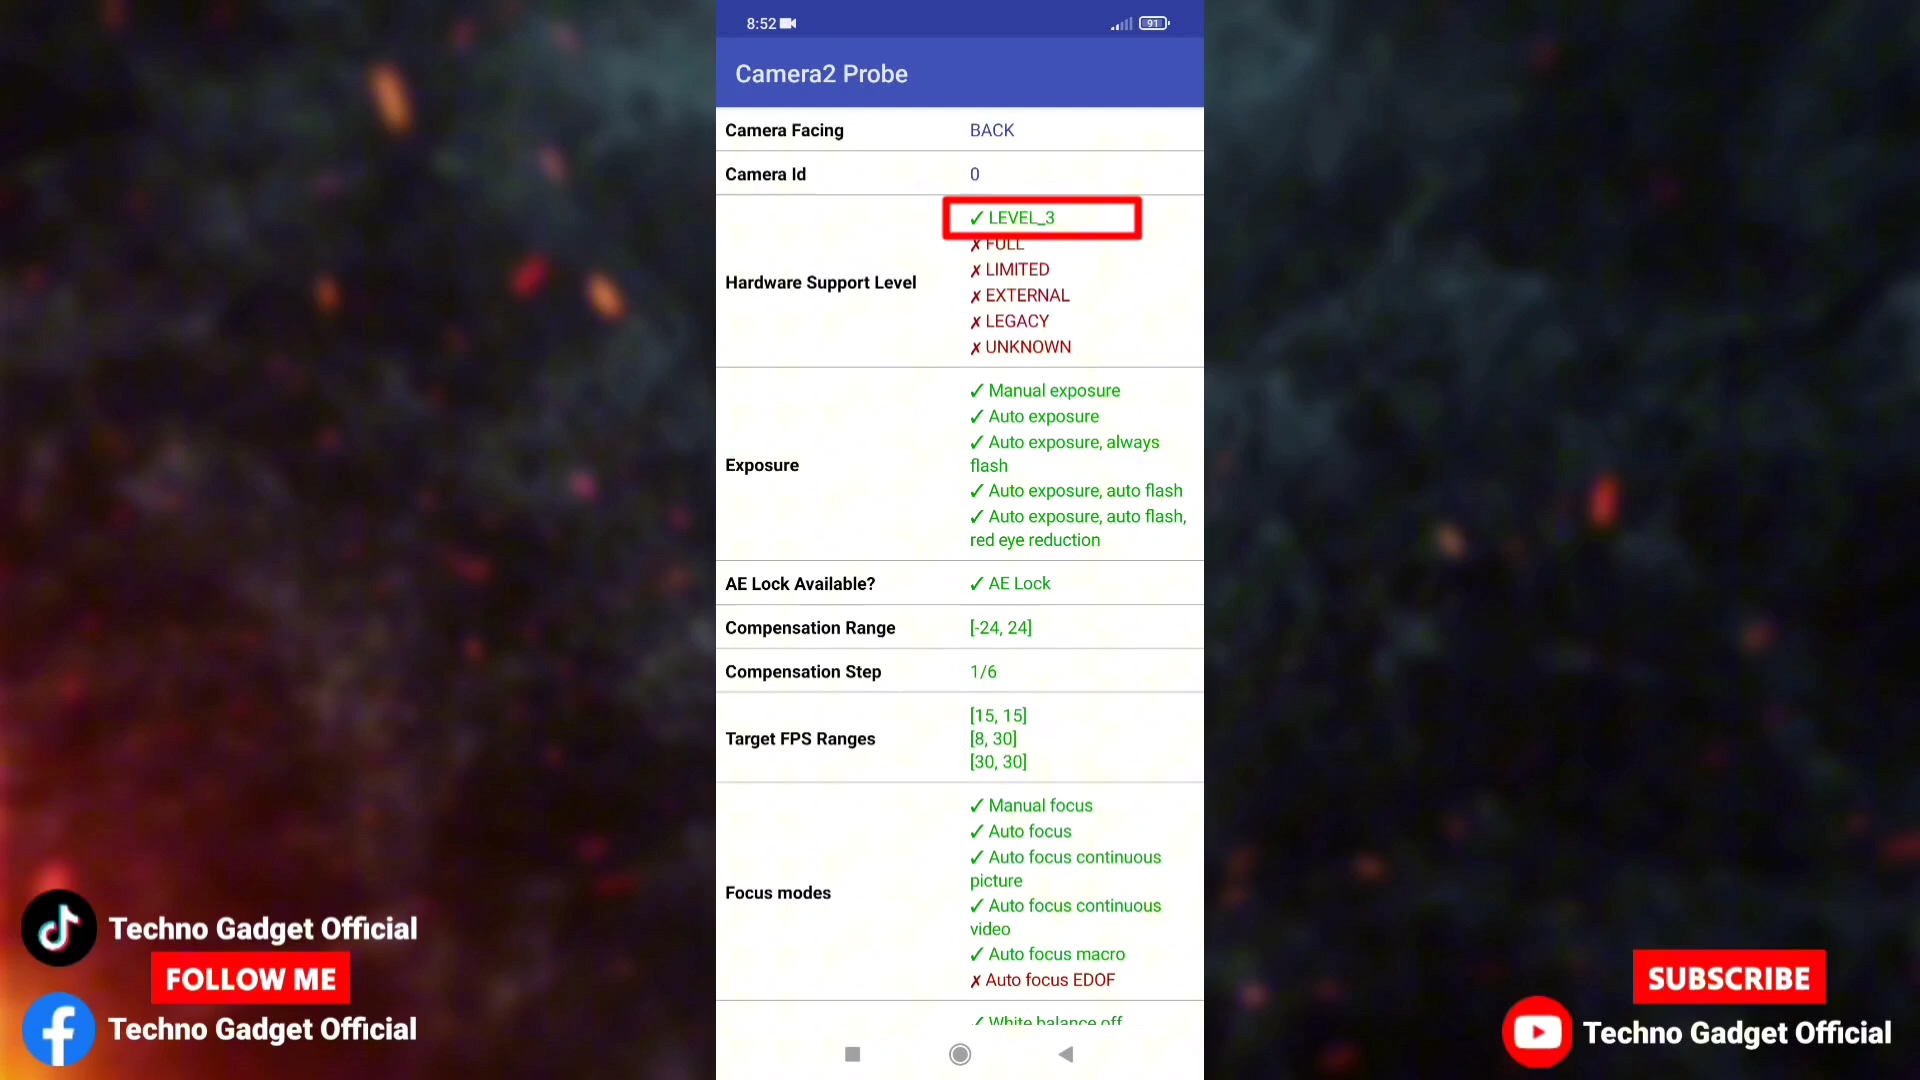 8:52
91
Camera2 Probe
Camera Facing BACK
Camera Id 0
Hardware Support Level
✓ LEVEL_3
✗ FULL
✗ LIMITED
✗ EXTERNAL
✗ LEGACY
✗ UNKNOWN
Exposure
✓ Manual exposure
✓ Auto exposure
✓ Auto exposure, always
flash
✓ Auto exposure, auto flash
✓ Auto exposure, auto flash,
red eye reduction
AE Lock Available? ✓ AE Lock
Compensation Range [-24, 24]
Compensation Step 1/6
Target FPS Ranges
[15, 15]
[8, 30]
[30, 30]
Focus modes
✓ Manual focus
✓ Auto focus
✓ Auto focus continuous
picture
✓ Auto focus continuous
video
✓ Auto focus macro
✗ Auto focus EDOF
✓ White balance off
Techno Gadget Official
FOLLOW ME
Techno Gadget Official
SUBSCRIBE
Techno Gadget Official